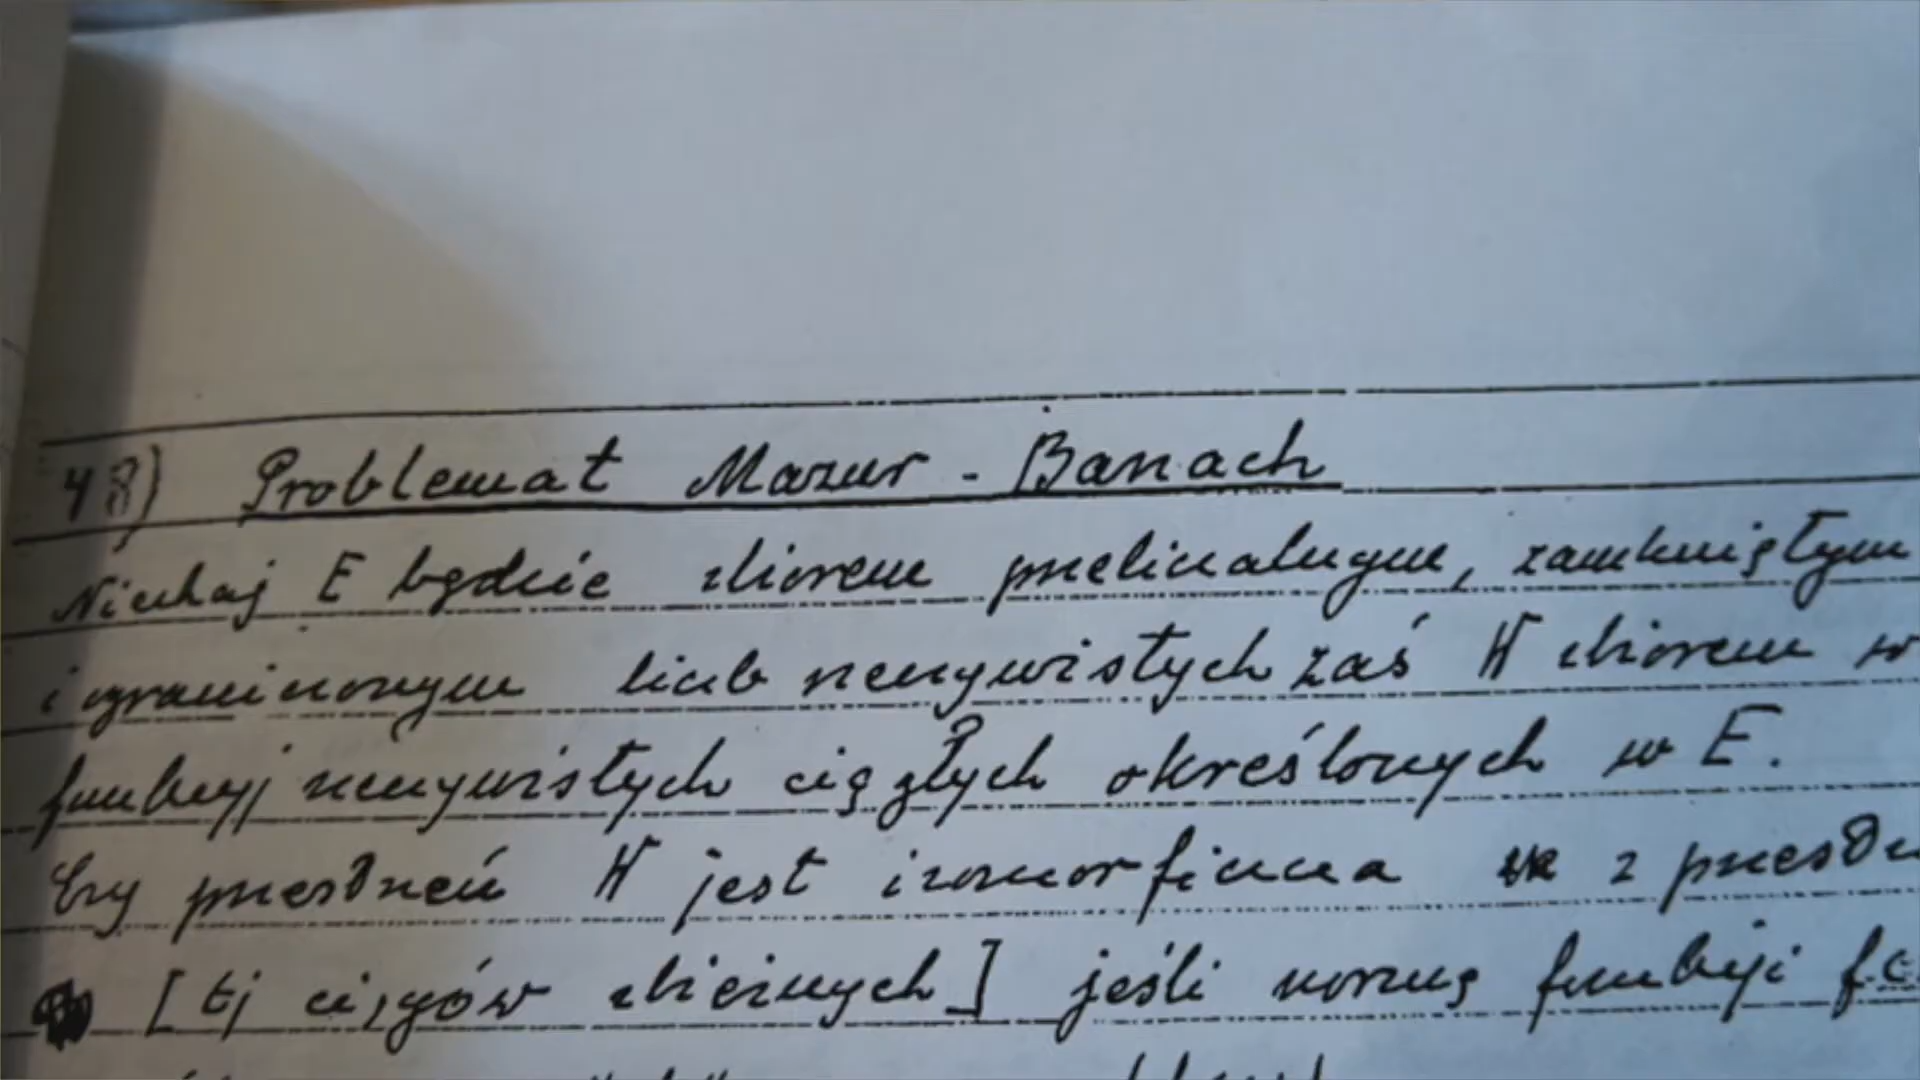 48) Problemat Mazur - Banach
Niechaj E będzie zbiorem przeliczalnym, zamkniętym
i ograniczonym liczb rzeczywistych zaś H zbiorem w
funkcyj rzeczywistych ciągłych określonych w E.
Czy przestrzeń H jest izomorficzna z
[tj ciągów zbieżnych] jeśli normę funkcji